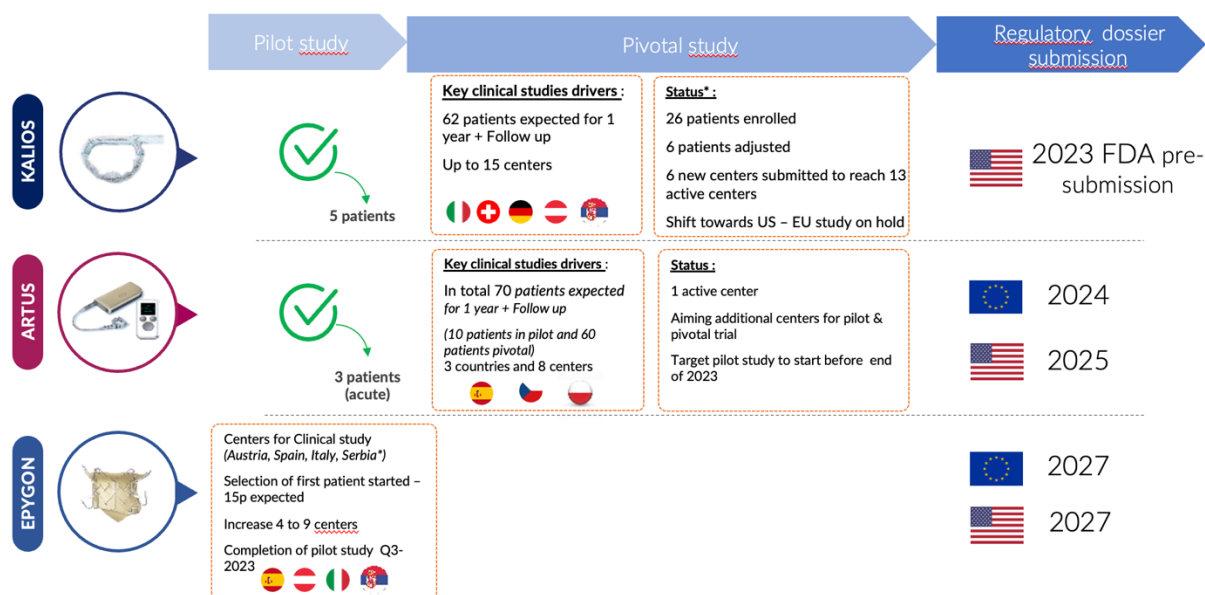 Pilot study
Pivotal study
Regulatory dossier
submission
KALIOS
5 patients
Key clinical studies drivers :
62 patients expected for 1
year + Follow up
Up to 15 centers
Status* :
26 patients enrolled
6 patients adjusted
6 new centers submitted to reach 13
active centers
Shift towards US – EU study on hold
2023 FDA pre-
submission
ARTUS
3 patients
(acute)
Key clinical studies drivers :
In total 70 patients expected
for 1 year + Follow up
(10 patients in pilot and 60
patients pivotal)
3 countries and 8 centers
Status :
1 active center
Aiming additional centers for pilot &
pivotal trial
Target pilot study to start before end
of 2023
2024
2025
EPYGON
Centers for Clinical study
(Austria, Spain, Italy, Serbia*)
Selection of first patient started –
15p expected
Increase 4 to 9 centers
Completion of pilot study Q3-
2023
2027
2027